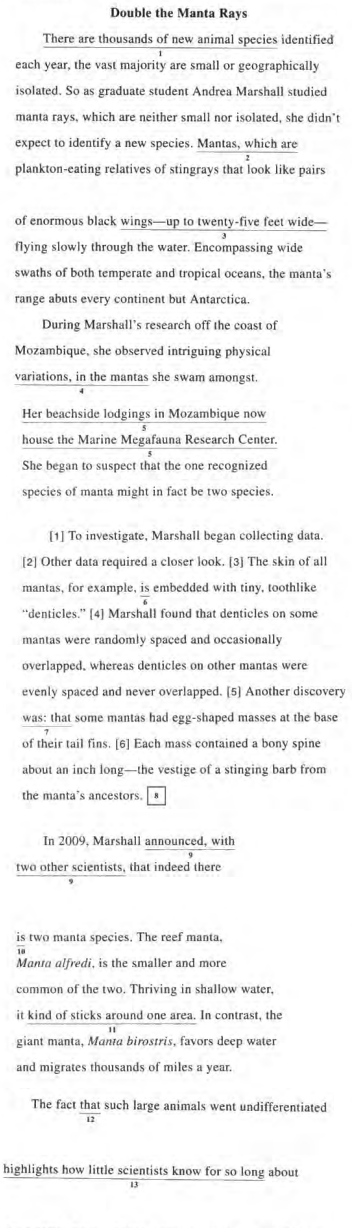 Double the Manta Rays
There are thousands of new animal species identified
1
each year, the vast majority are small or geographically
isolated. So as graduate student Andrea Marshall studied
manta rays, which are neither small nor isolated, she didn't
expect to identify a new species. Mantas, which are
2
plankton-eating relatives of stingrays that look like pairs
of enormous black wings—up to twenty-five feet wide—
3
flying slowly through the water. Encompassing wide
swaths of both temperate and tropical oceans, the manta's
range abuts every continent but Antarctica.
During Marshall's research off the coast of
Mozambique, she observed intriguing physical
variations, in the mantas she swam amongst.
4
Her beachside lodgings in Mozambique now
5
house the Marine Megafauna Research Center.
5
She began to suspect that the one recognized
species of manta might in fact be two species.
[1] To investigate, Marshall began collecting data.
[2] Other data required a closer look. [3] The skin of all
mantas, for example, is embedded with tiny, toothlike
6
"denticles." [4] Marshall found that denticles on some
mantas were randomly spaced and occasionally
overlapped, whereas denticles on other mantas were
evenly spaced and never overlapped. [5] Another discovery
was: that some mantas had egg-shaped masses at the base
7
of their tail fins. [6] Each mass contained a bony spine
about an inch long—the vestige of a stinging barb from
the manta's ancestors. 8
In 2009, Marshall announced, with
9
two other scientists, that indeed there
9
is two manta species. The reef manta,
10
Manta alfredi, is the smaller and more
common of the two. Thriving in shallow water,
it kind of sticks around one area. In contrast, the
11
giant manta, Manta birostris, favors deep water
and migrates thousands of miles a year.
The fact that such large animals went undifferentiated
12
highlights how little scientists know for so long about
13